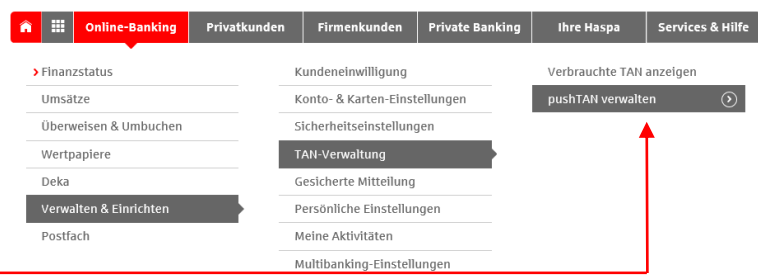 Online-Banking Privatkunden Firmenkunden Private Banking Ihre Haspa Services & Hilfe
Finanzstatus
Umsätze
Überweisen & Umbuchen
Wertpapiere
Deka
Verwalten & Einrichten
Postfach
Kundeneinwilligung
Konto- & Karten-Einstellungen
Sicherheitseinstellungen
TAN-Verwaltung
Gesicherte Mitteilung
Persönliche Einstellungen
Meine Aktivitäten
Multibanking-Einstellungen
Verbrauchte TAN anzeigen
pushTAN verwalten